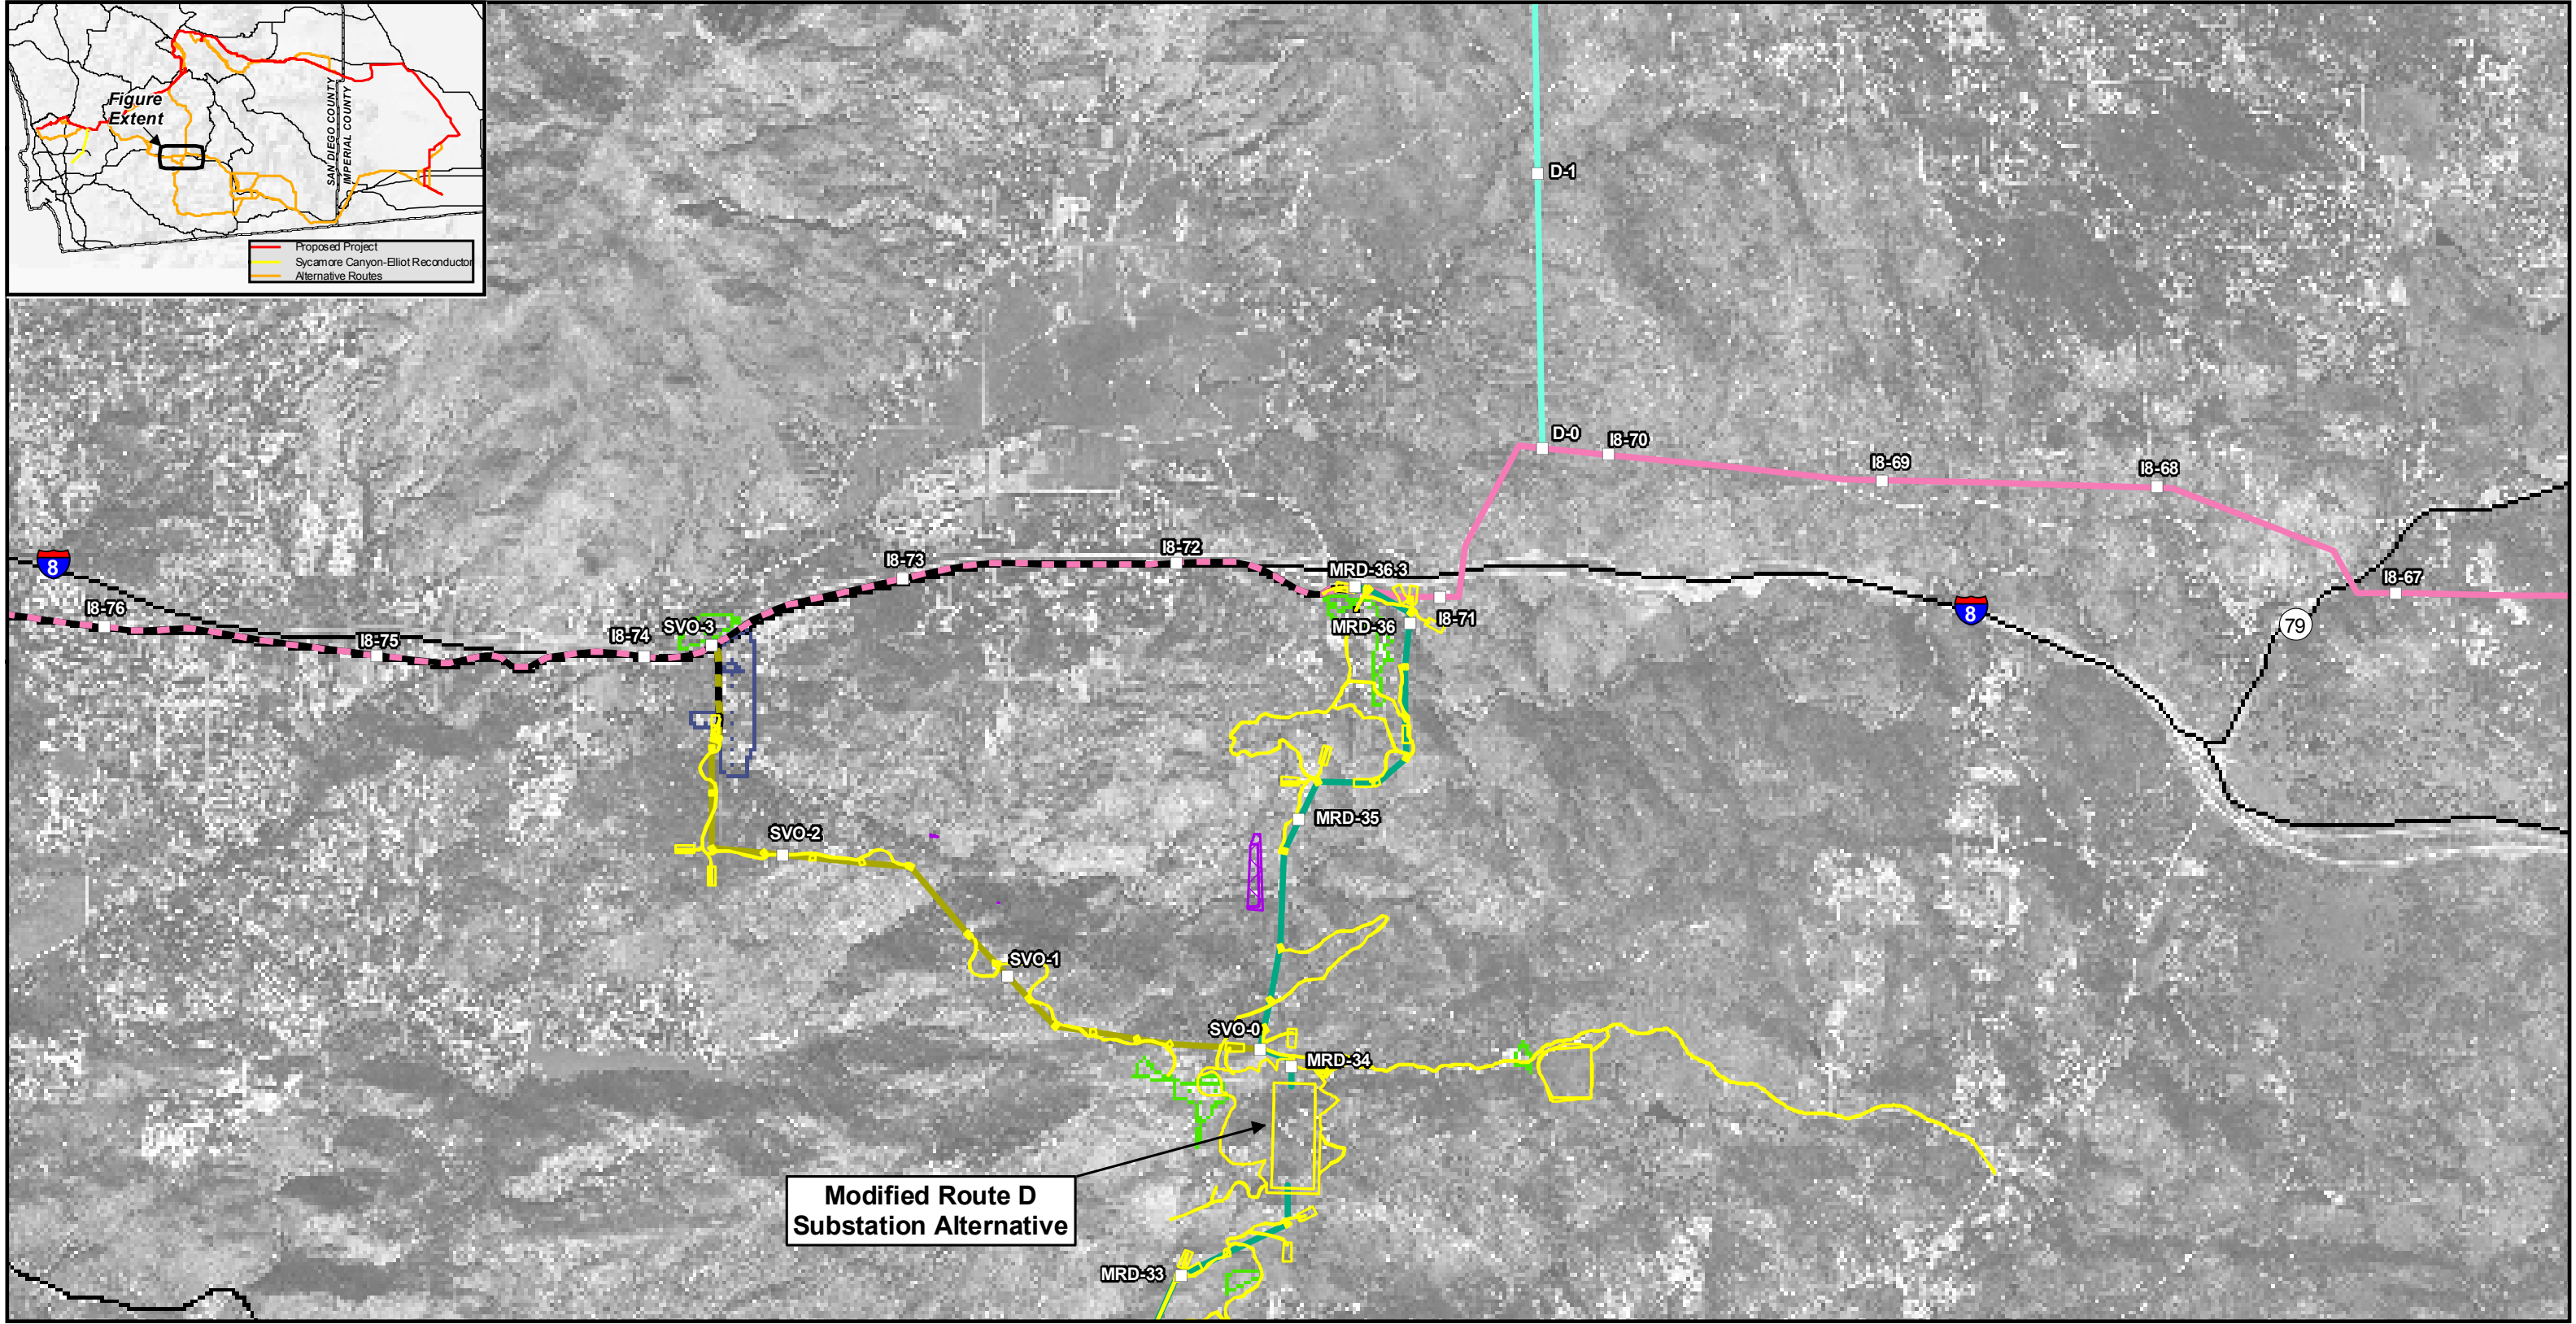 Figure
Extent
SAN DIEGO COUNTY
IMPERIAL COUNTY
Proposed Project
Sycamore Canyon-Elliot Reconductor
Alternative Routes
D-1
D-0
I8-70
I8-69
I8-68
I8-67
I8-73
I8-72
MRD-36.3
8
I8-76
I8-75
I8-74
SVO-3
MRD-36
I8-71
8
79
SVO-2
MRD-35
SVO-1
SVO-0
MRD-34
Modified Route D
Substation Alternative
MRD-33